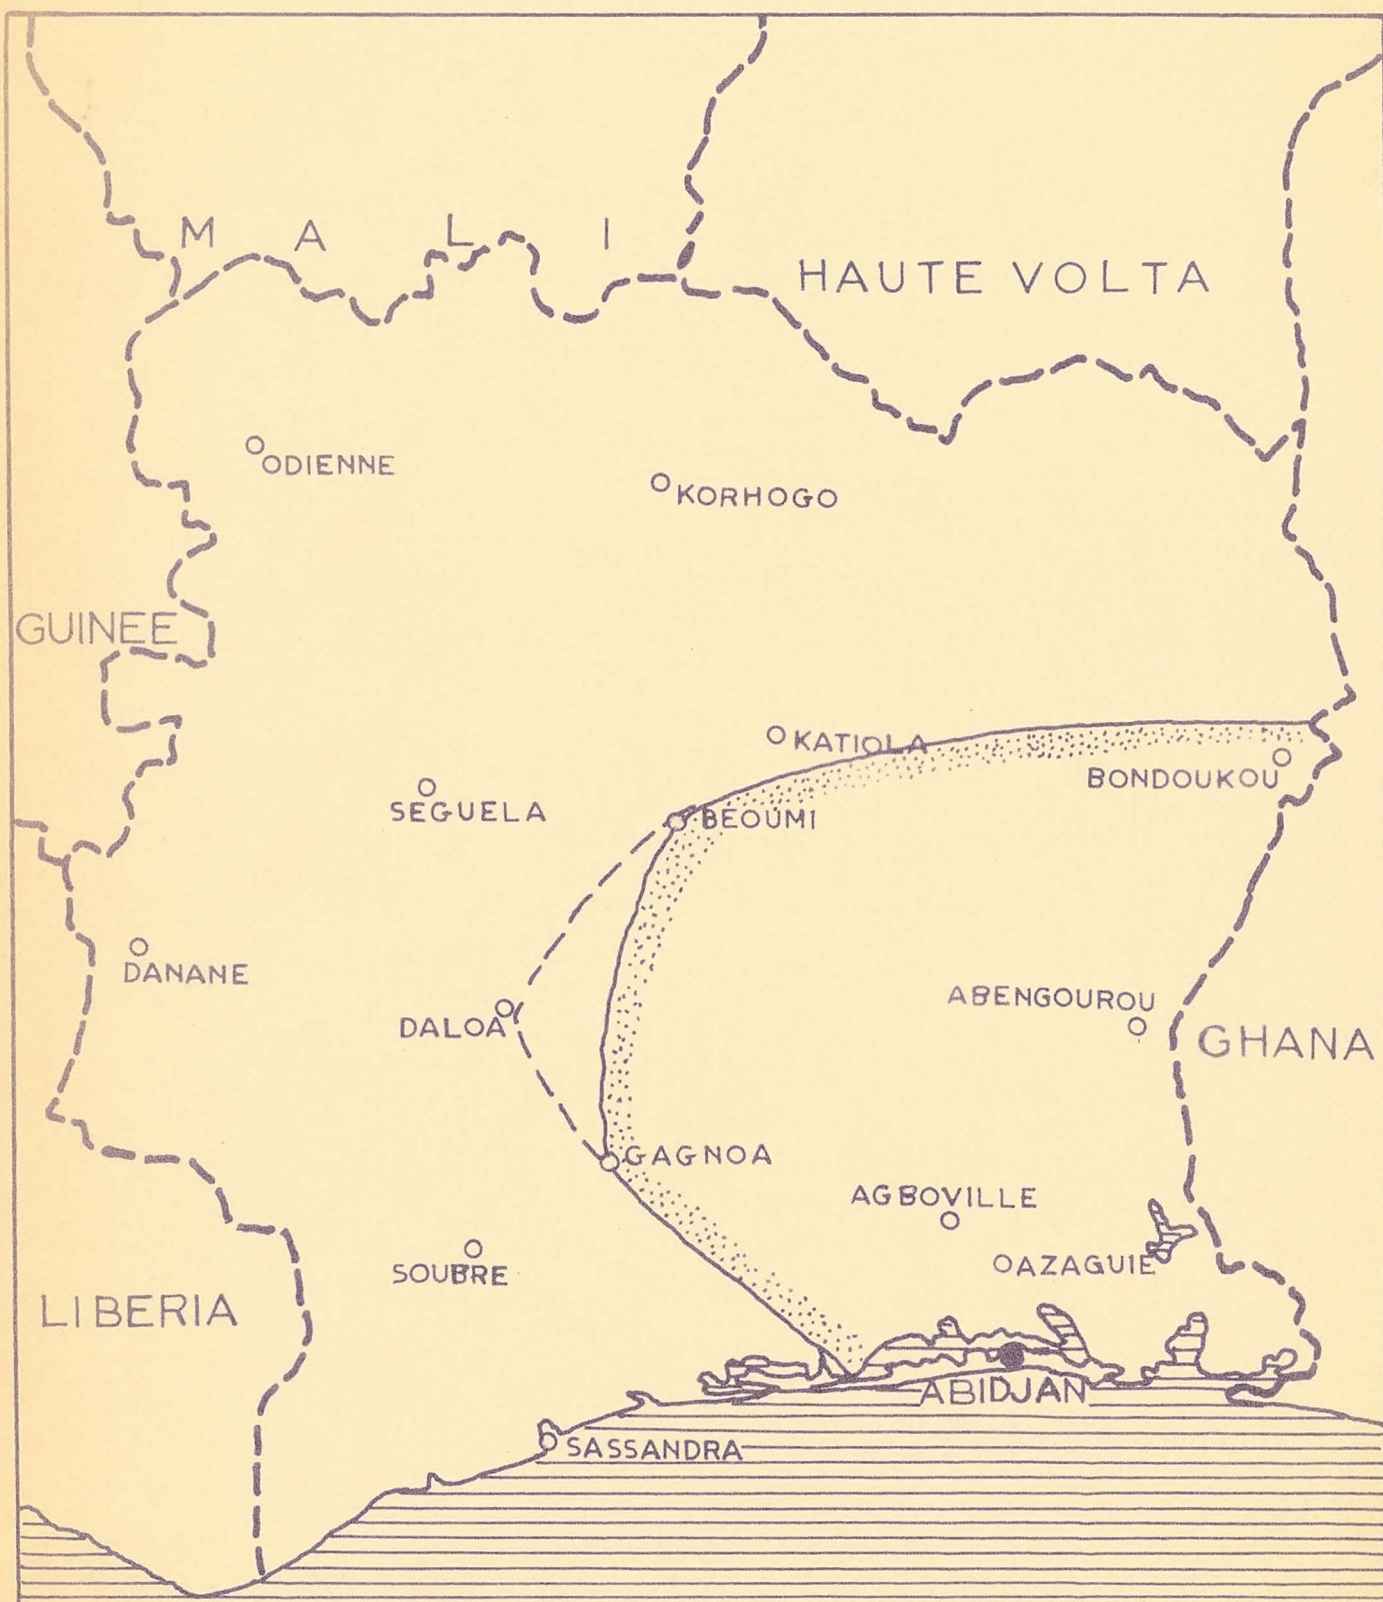 MALI
HAUTE VOLTA
ODIENNE
KORHOGO
GUINEE
KATIOLA
BONDOUKOU
SEGUELA
BEOUMI
DANANE
ABENGOUROU
DALOA
GHANA
GAGNOA
AGBOVILLE
AZAGUIE
SOUBRE
LIBERIA
ABIDJAN
SASSANDRA